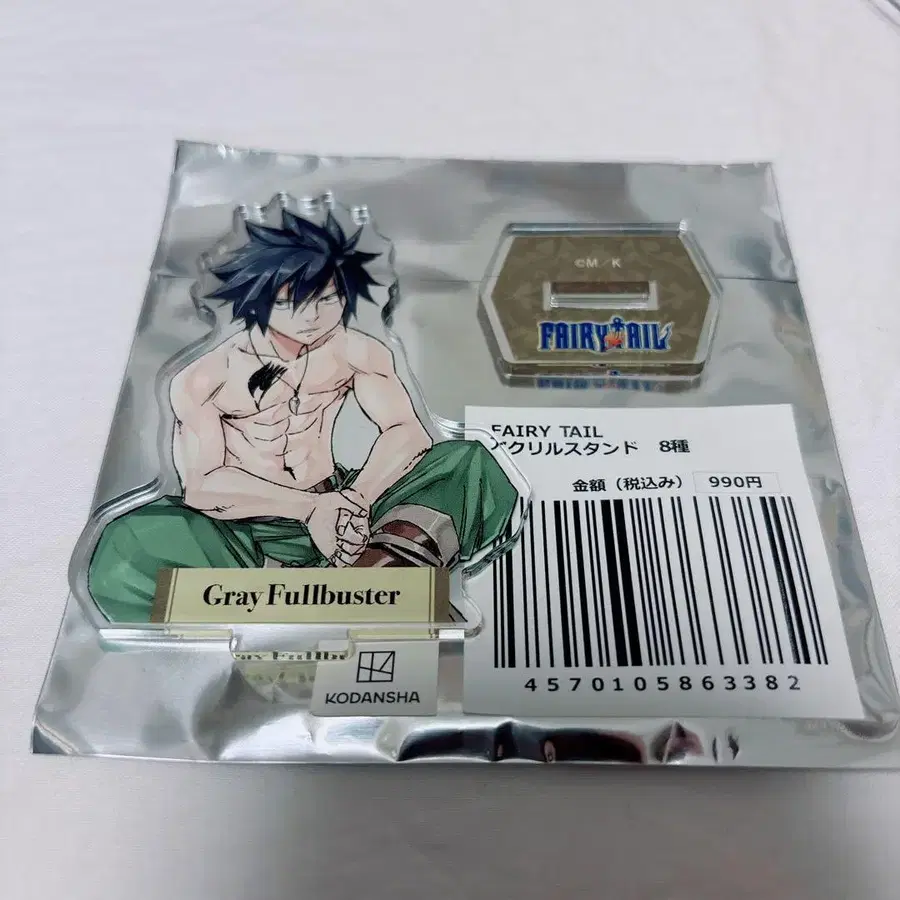 ©M／K
FAIRY TAIL
FAIRY TAIL
アクリルスタンド 8種
金額（税込み） 990円
4570105863382
Gray Fullbuster
KODANSHA